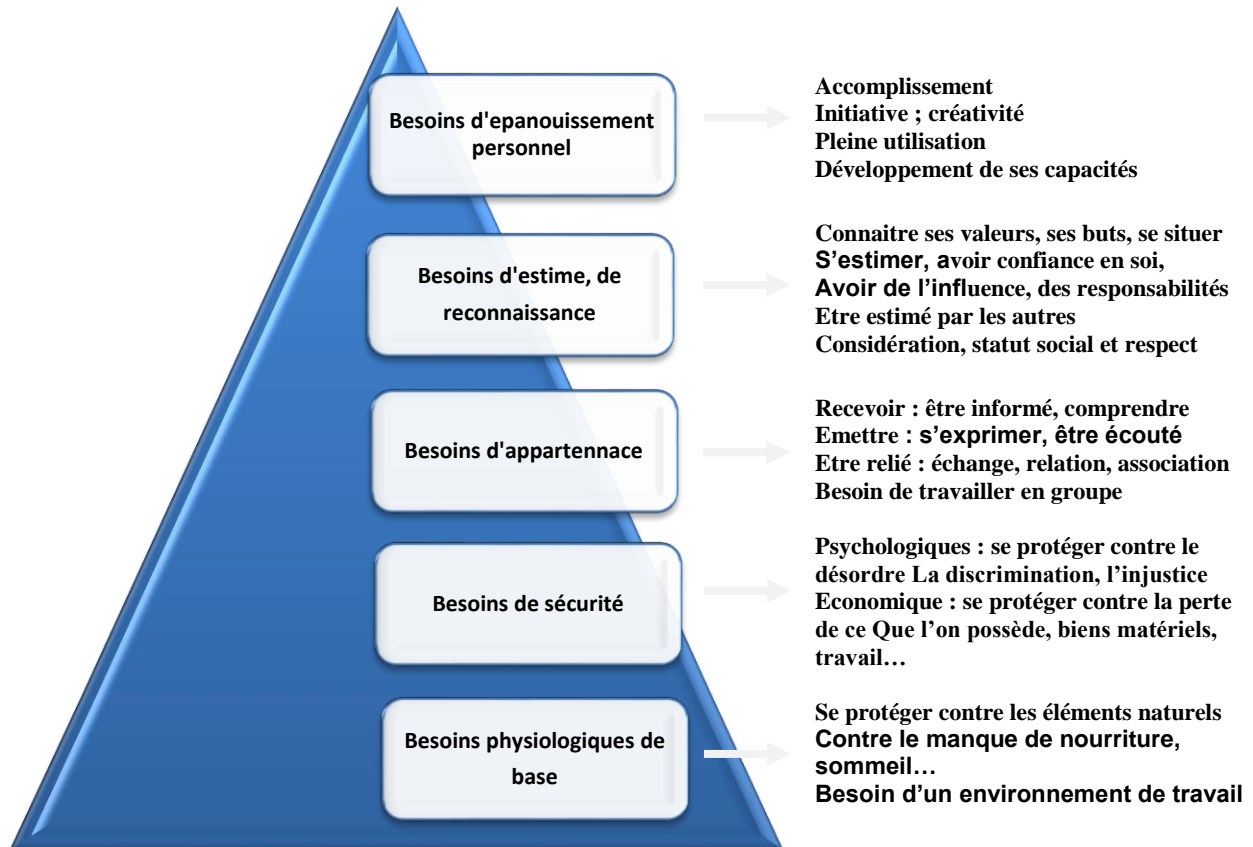 Besoins d'epanouissement
personnel
Accomplissement
Initiative ; créativité
Pleine utilisation
Développement de ses capacités
Besoins d'estime, de
reconnaissance
Connaitre ses valeurs, ses buts, se situer
S’estimer, avoir confiance en soi,
Avoir de l’influence, des responsabilités
Etre estimé par les autres
Considération, statut social et respect
Besoins d'appartennace
Recevoir : être informé, comprendre
Emettre : s’exprimer, être écouté
Etre relié : échange, relation, association
Besoin de travailler en groupe
Besoins de sécurité
Psychologiques : se protéger contre le
désordre La discrimination, l’injustice
Economique : se protéger contre la perte
de ce Que l’on possède, biens matériels,
travail…
Besoins physiologiques de
base
Se protéger contre les éléments naturels
Contre le manque de nourriture,
sommeil…
Besoin d’un environnement de travail